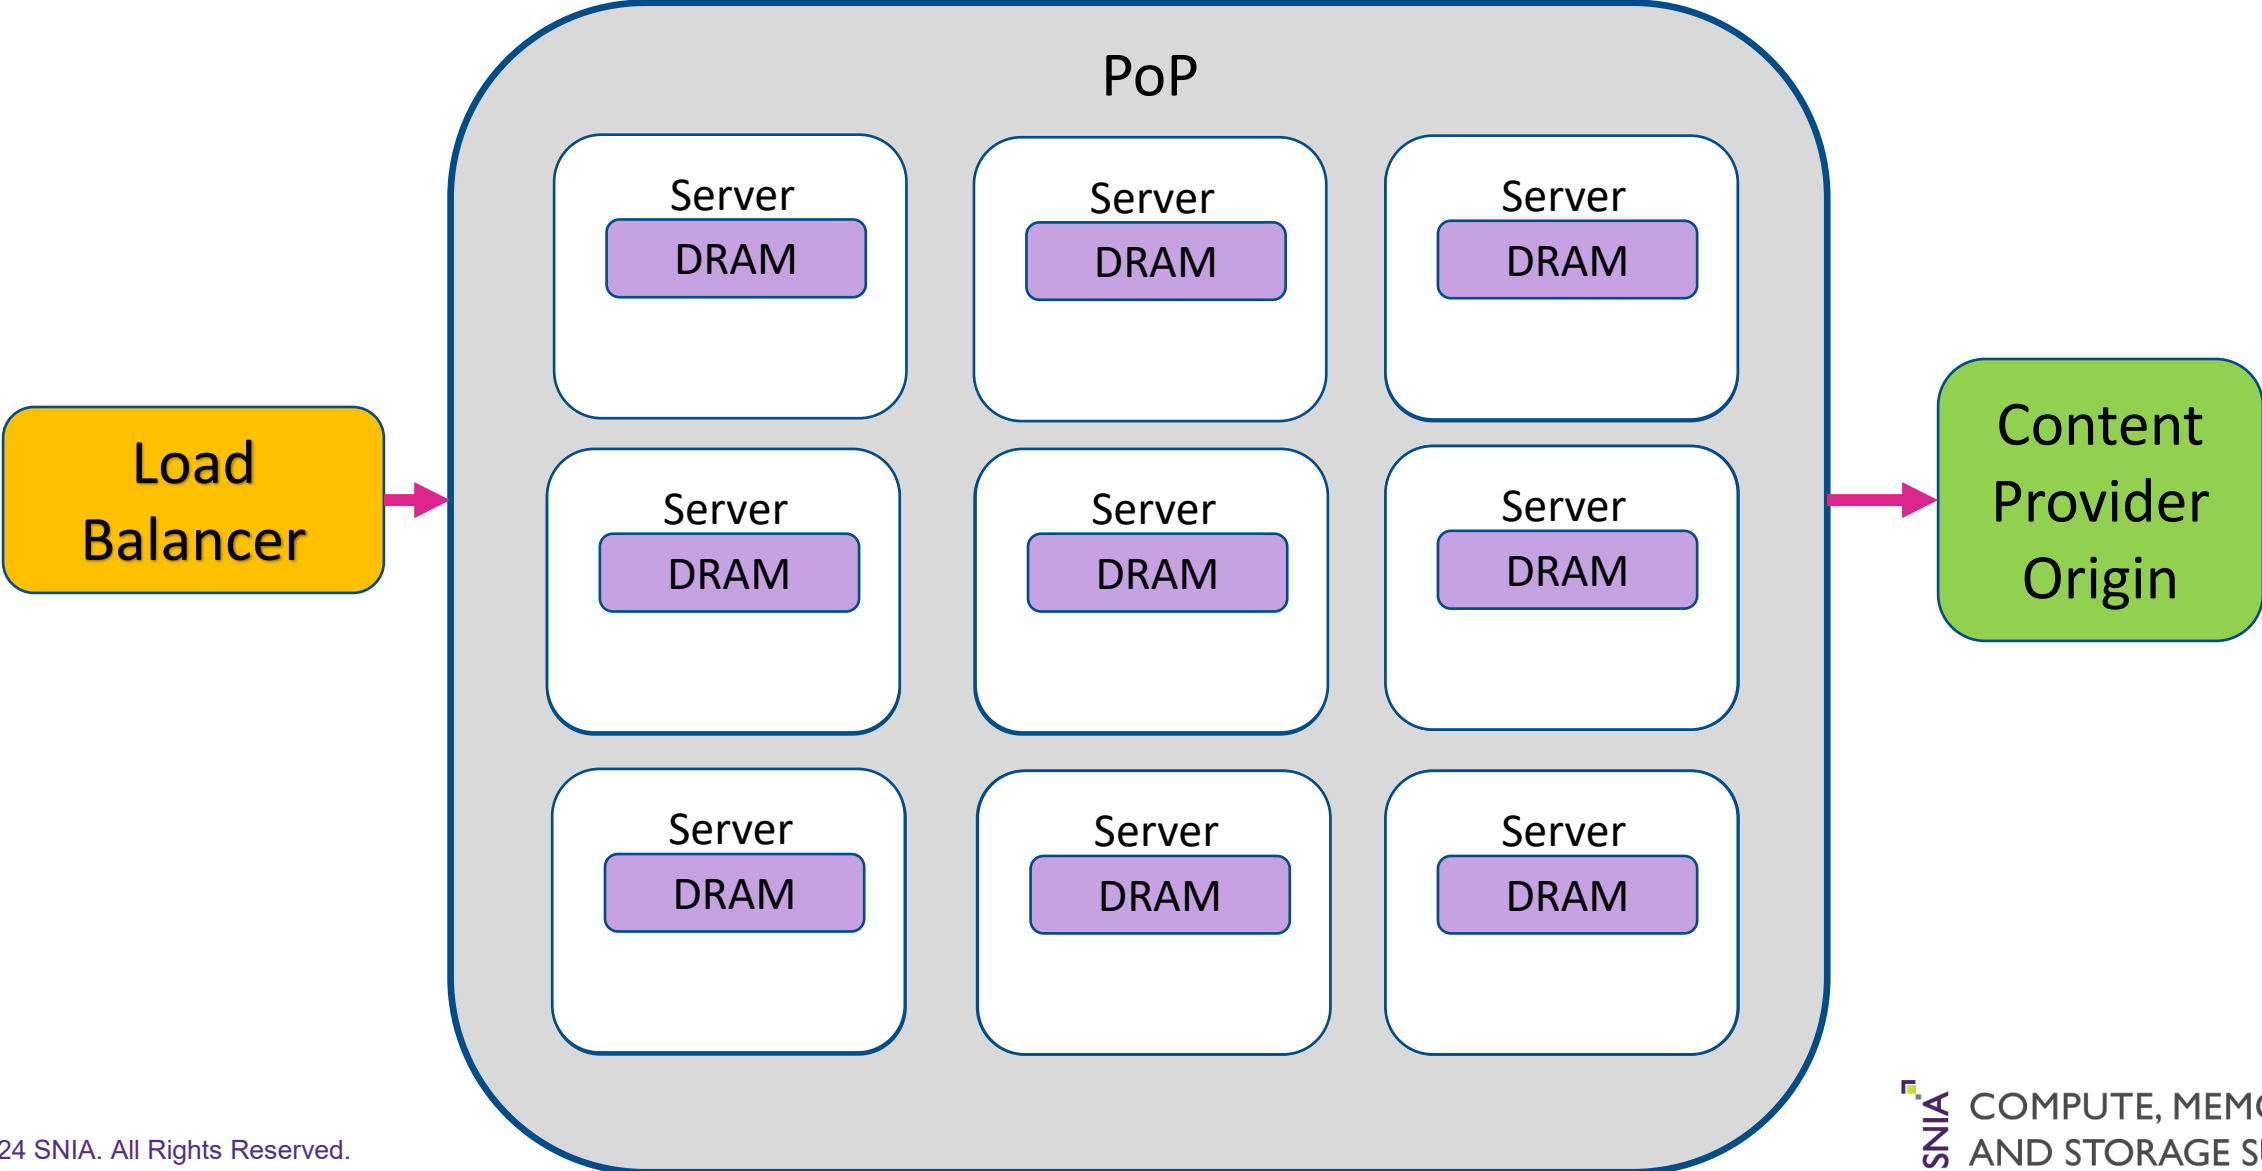 PoP
Server
DRAM
Server
DRAM
Server
DRAM
Load
Balancer
Server
DRAM
Server
DRAM
Server
DRAM
Content
Provider
Origin
Server
DRAM
Server
DRAM
Server
DRAM
24 SNIA. All Rights Reserved.
SNIA
COMPUTE,
AND STORAGE